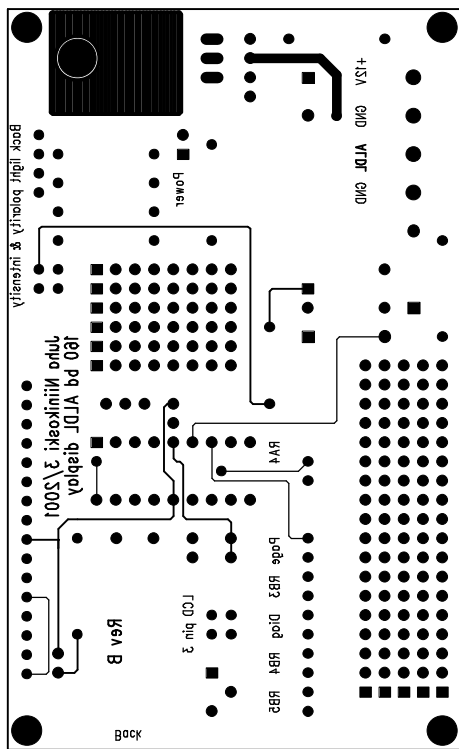 +12V
GND
ALDL
GND
Power
Back light polarity & intensity
160 bd ALDL display
Juha Niinikoski 3/2001
RA4
Page
RB3
Diag
RB4
RB5
LCD pin 3
Rev B
Back